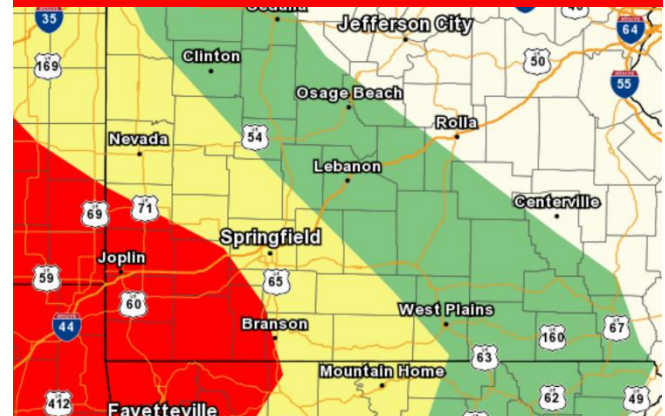 35
Sedalia
Jefferson City
64
169
Clinton
50
55
Osage Beach
54
Rolla
Nevada
Lebanon
69
71
Centerville
Springfield
Joplin
59
65
60
44
Branson
West Plains
160
67
63
Mountain Home
62
49
412
Fayetteville